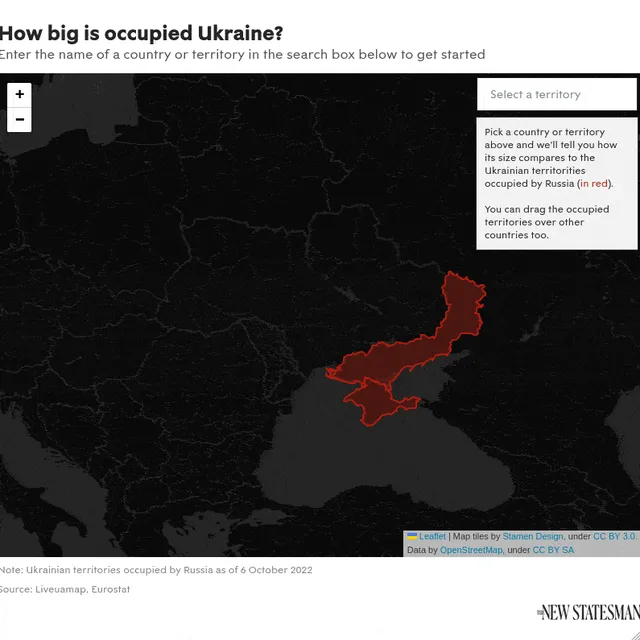 How big is occupied Ukraine?
Enter the name of a country or territory in the search box below to get started
+
−
Select a territory
Pick a country or territory
above and we'll tell you how
its size compares to the
Ukrainian territorities
occupied by Russia (in red).
You can drag the occupied
territories over other
countries too.
Leaflet | Map tiles by Stamen Design, under CC BY 3.0.
Data by OpenStreetMap, under CC BY SA
Note: Ukrainian territories occupied by Russia as of 6 October 2022
Source: Liveuamap, Eurostat
THE NEW STATESMAN